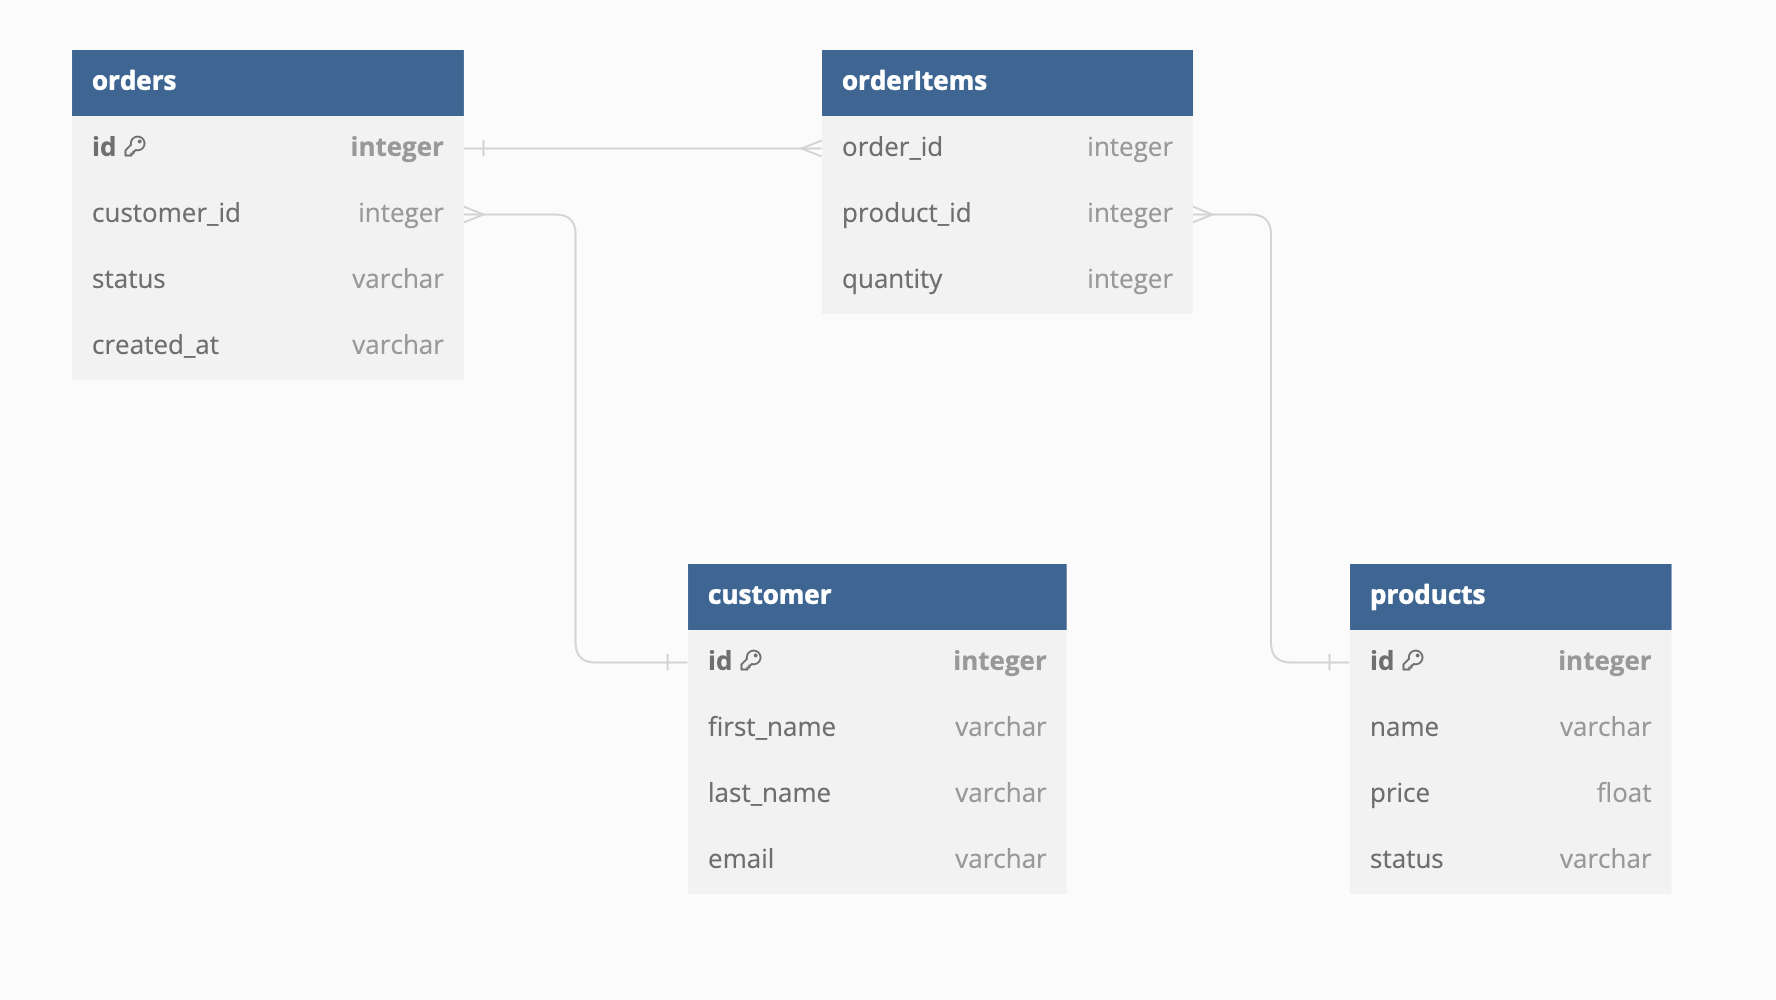 orders
id integer
customer_id integer
status varchar
created_at varchar
orderItems
order_id integer
product_id integer
quantity integer
customer
id integer
first_name varchar
last_name varchar
email varchar
products
id integer
name varchar
price float
status varchar